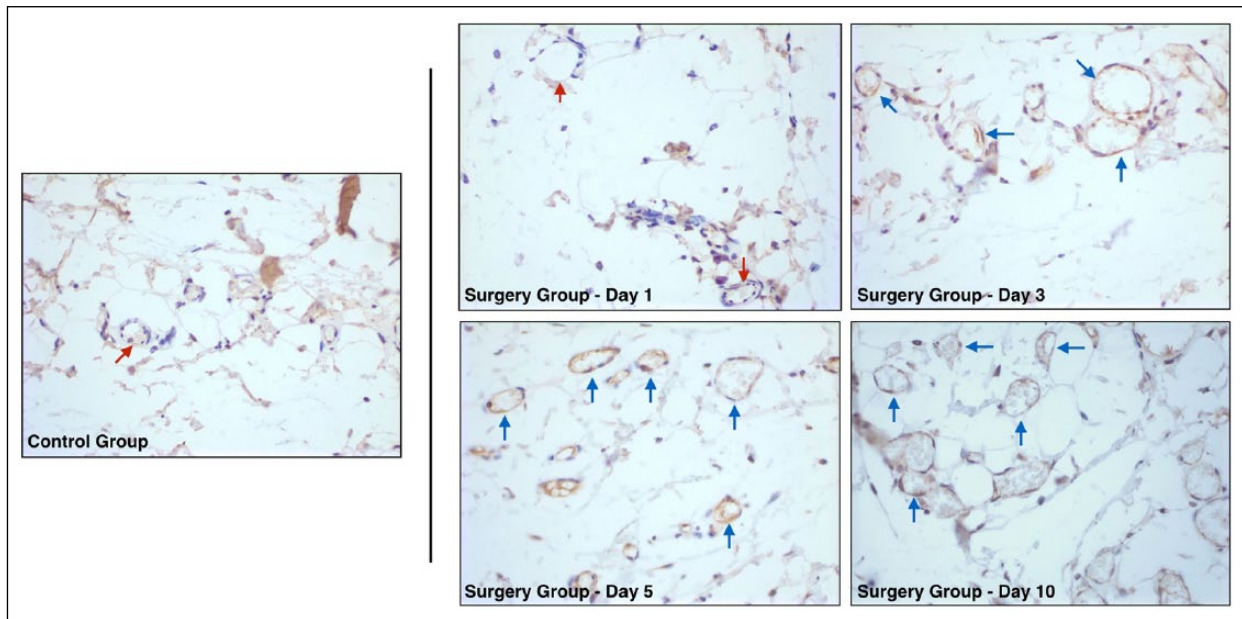 Control Group
Surgery Group - Day 1
Surgery Group - Day 3
Surgery Group - Day 5
Surgery Group - Day 10